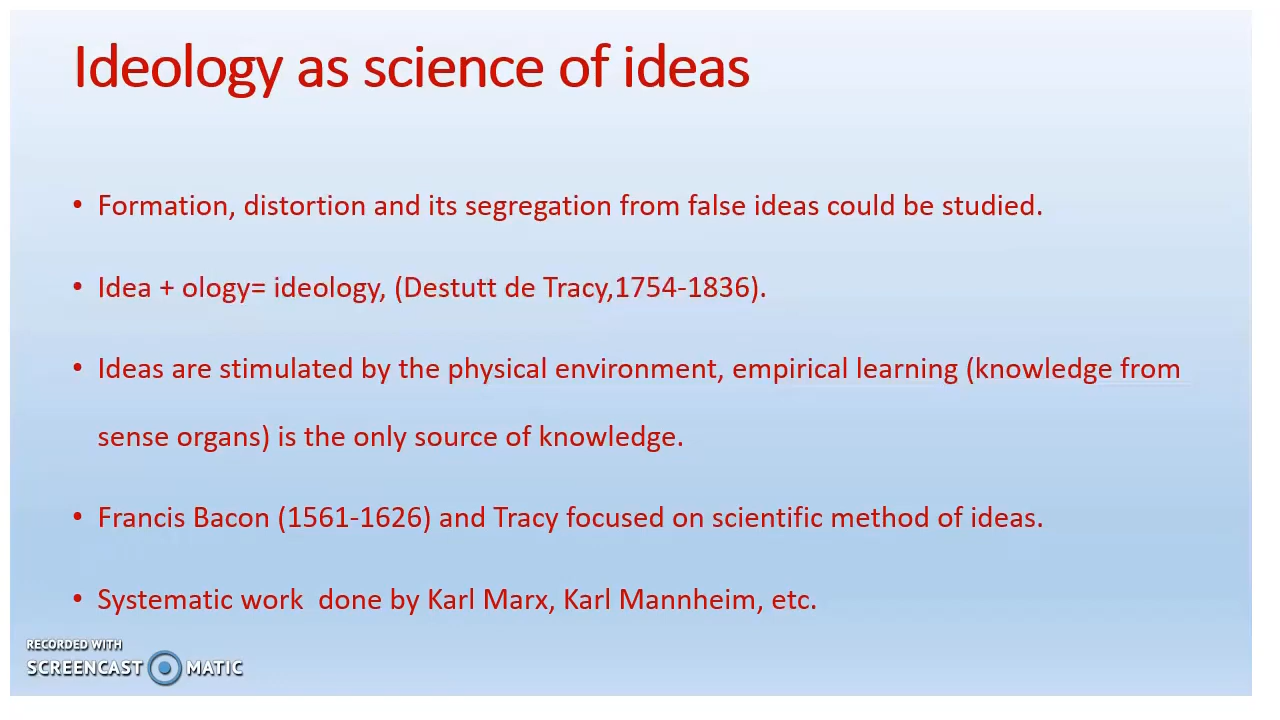 Ideology as science of ideas
• Formation, distortion and its segregation from false ideas could be studied.
• Idea + ology= ideology, (Destutt de Tracy,1754-1836).
• Ideas are stimulated by the physical environment, empirical learning (knowledge from
sense organs) is the only source of knowledge.
• Francis Bacon (1561-1626) and Tracy focused on scientific method of ideas.
• Systematic work  done by Karl Marx, Karl Mannheim, etc.
RECORDED WITH
SCREENCAST MATIC